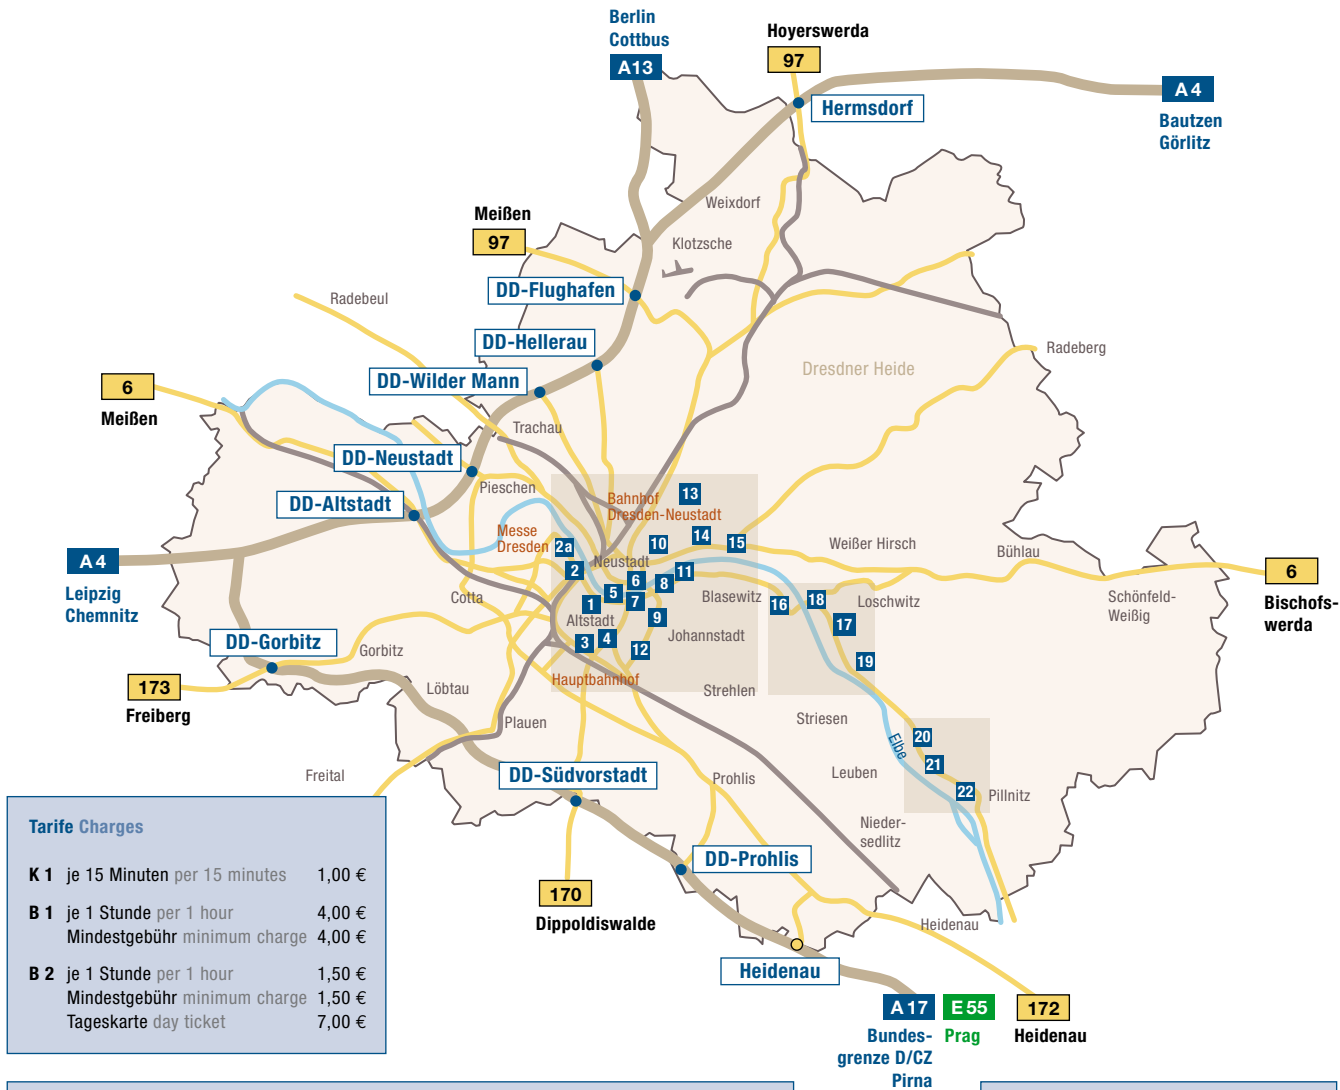 Berlin
Cottbus
A 13
Hoyerswerda
97
Hermsdorf
A 4
Bautzen
Görlitz
Weixdorf
Meißen
97
Klotzsche
DD-Flughafen
Radebeul
DD-Hellerau
Radeberg
Dresdner Heide
DD-Wilder Mann
6
Meißen
Trachau
DD-Neustadt
Pieschen
DD-Altstadt
Bahnhof
Dresden-Neustadt
13
Messe
Dresden
2a
10
14
15
Weißer Hirsch
Bühlau
A 4
Leipzig
Chemnitz
Neustadt
2
6
8
11
5
7
1
Cotta
Blasewitz
16
18
Loschwitz
17
Schönfeld-
Weißig
6
Bischofs-
werda
Altstadt
9
3
4
12
Johannstadt
19
DD-Gorbitz
Gorbitz
Hauptbahnhof
Löbtau
Strehlen
173
Freiberg
Plauen
Striesen
Elbe
20
21
22
Pillnitz
Leuben
Freital
DD-Südvorstadt
Prohlis
Nieder-
sedlitz
DD-Prohlis
170
Dippoldiswalde
Heidenau
Heidenau
A 17
E 55
172
Bundes-
grenze D/CZ
Pirna
Prag
Heidenau
Tarife Charges
K 1 je 15 Minuten per 15 minutes 1,00 €
B 1 je 1 Stunde per 1 hour 4,00 €
Mindestgebühr minimum charge 4,00 €
B 2 je 1 Stunde per 1 hour 1,50 €
Mindestgebühr minimum charge 1,50 €
Tageskarte day ticket 7,00 €